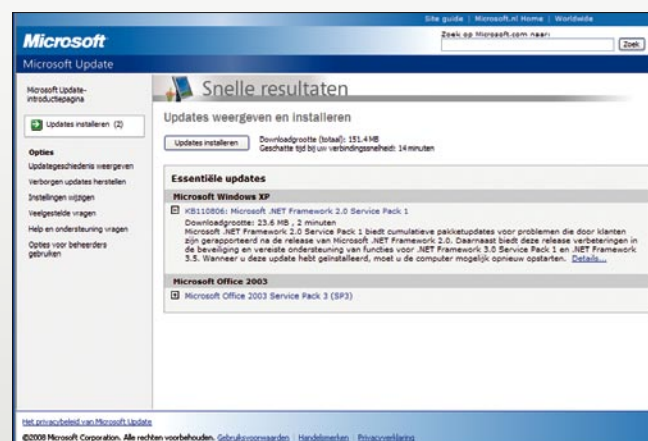 Site guide | Microsoft.nl Home | Worldwide
Microsoft
Zoek op Microsoft.com naar:
Zoek
Microsoft Update
Microsoft Update-
introductiepagina
Updates installeren (2)
Opties
Updategeschiedenis weergeven
Verborgen updates herstellen
Instellingen wijzigen
Veelgestelde vragen
Help en ondersteuning vragen
Opties voor beheerders
gebruiken
Snelle resultaten
Updates weergeven en installeren
Updates installeren
Downloadgrootte (totaal): 151.4 MB
Geschatte tijd bij uw verbindingssnelheid: 14 minuten
Essentiële updates
Microsoft Windows XP
KB110806: Microsoft .NET Framework 2.0 Service Pack 1
Downloadgrootte: 23.6 MB , 2 minuten
Microsoft .NET Framework 2.0 Service Pack 1 biedt cumulatieve pakketupdates voor problemen die door klanten
zijn gerapporteerd na de release van Microsoft .NET Framework 2.0. Daarnaast biedt deze release verbeteringen in
de beveiliging en vereiste ondersteuning van functies voor .NET Framework 3.0 Service Pack 1 en .NET Framework
3.5. Wanneer u deze update hebt geïnstalleerd, moet u de computer mogelijk opnieuw opstarten. Details...
Microsoft Office 2003
Microsoft Office 2003 Service Pack 3 (SP3)
Het privacybeleid van Microsoft Update
©2008 Microsoft Corporation. Alle rechten voorbehouden. Gebruiksvoorwaarden | Handelsmerken | Privacyverklaring